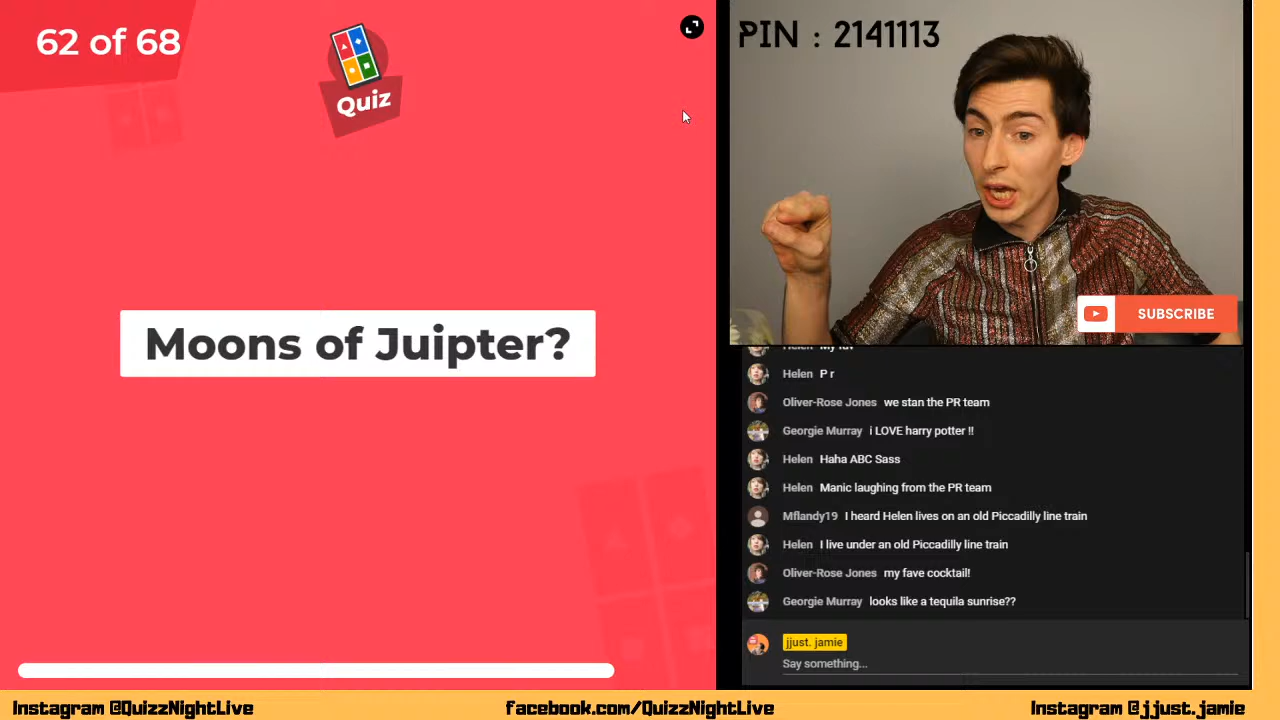 62 of 68
Quiz
Moons of Juipter?
PIN : 2141113
SUBSCRIBE
Helen My fav
Helen P r
Oliver-Rose Jones we stan the PR team
Georgie Murray i LOVE harry potter !!
Helen Haha ABC Sass
Helen Manic laughing from the PR team
Mflandy19 I heard Helen lives on an old Piccadilly line train
Helen I live under an old Piccadilly line train
Oliver-Rose Jones my fave cocktail!
Georgie Murray looks like a tequila sunrise??
jjust. jamie
Say something...
Instagram @QuizzNightLive
facebook.com/QuizzNightLive
Instagram @jjust.jamie